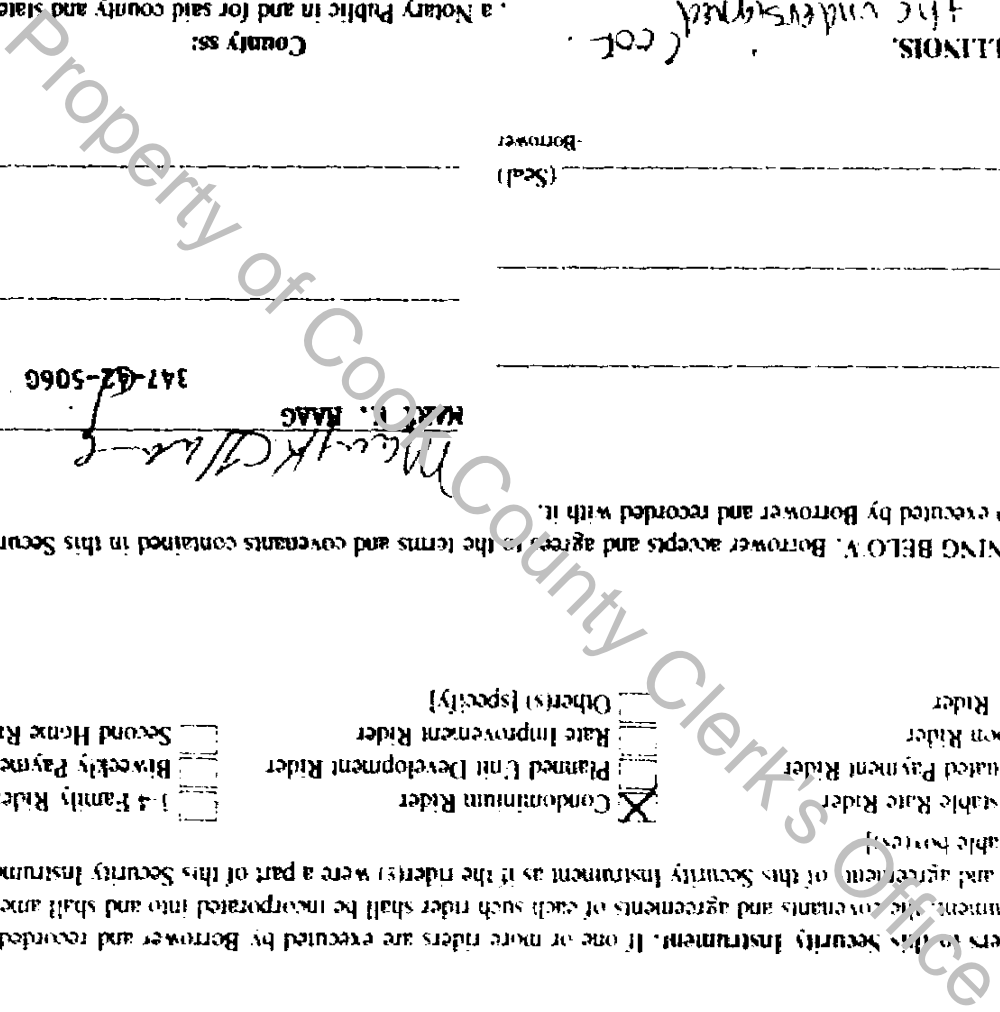 ers to this Security Instrument. If one or more riders are executed by Borrower and recorded
the covenants and agreements of each such rider shall be incorporated into and shall ame
and agreement of this Security Instrument as if the rider(s) were a part of this Security Instrume
able box(es)]
stable Rate Rider
Condominium Rider
1-4 Family Ride
uated Payment Rider
Planned Unit Development Rider
Biweekly Payme
oon Rider
Rate Improvement Rider
Second Home Ri
Rider
Other(s) [specify]
NING BELOW, Borrower accepts and agrees to the terms and covenants contained in this Secur
executed by Borrower and recorded with it.
MARY K. HAAG
(Seal)
-Borrower
LLINOIS,
County ss:
the undersigned
, a Notary Public in and for said county and state
Property of Cook County Clerk's Office